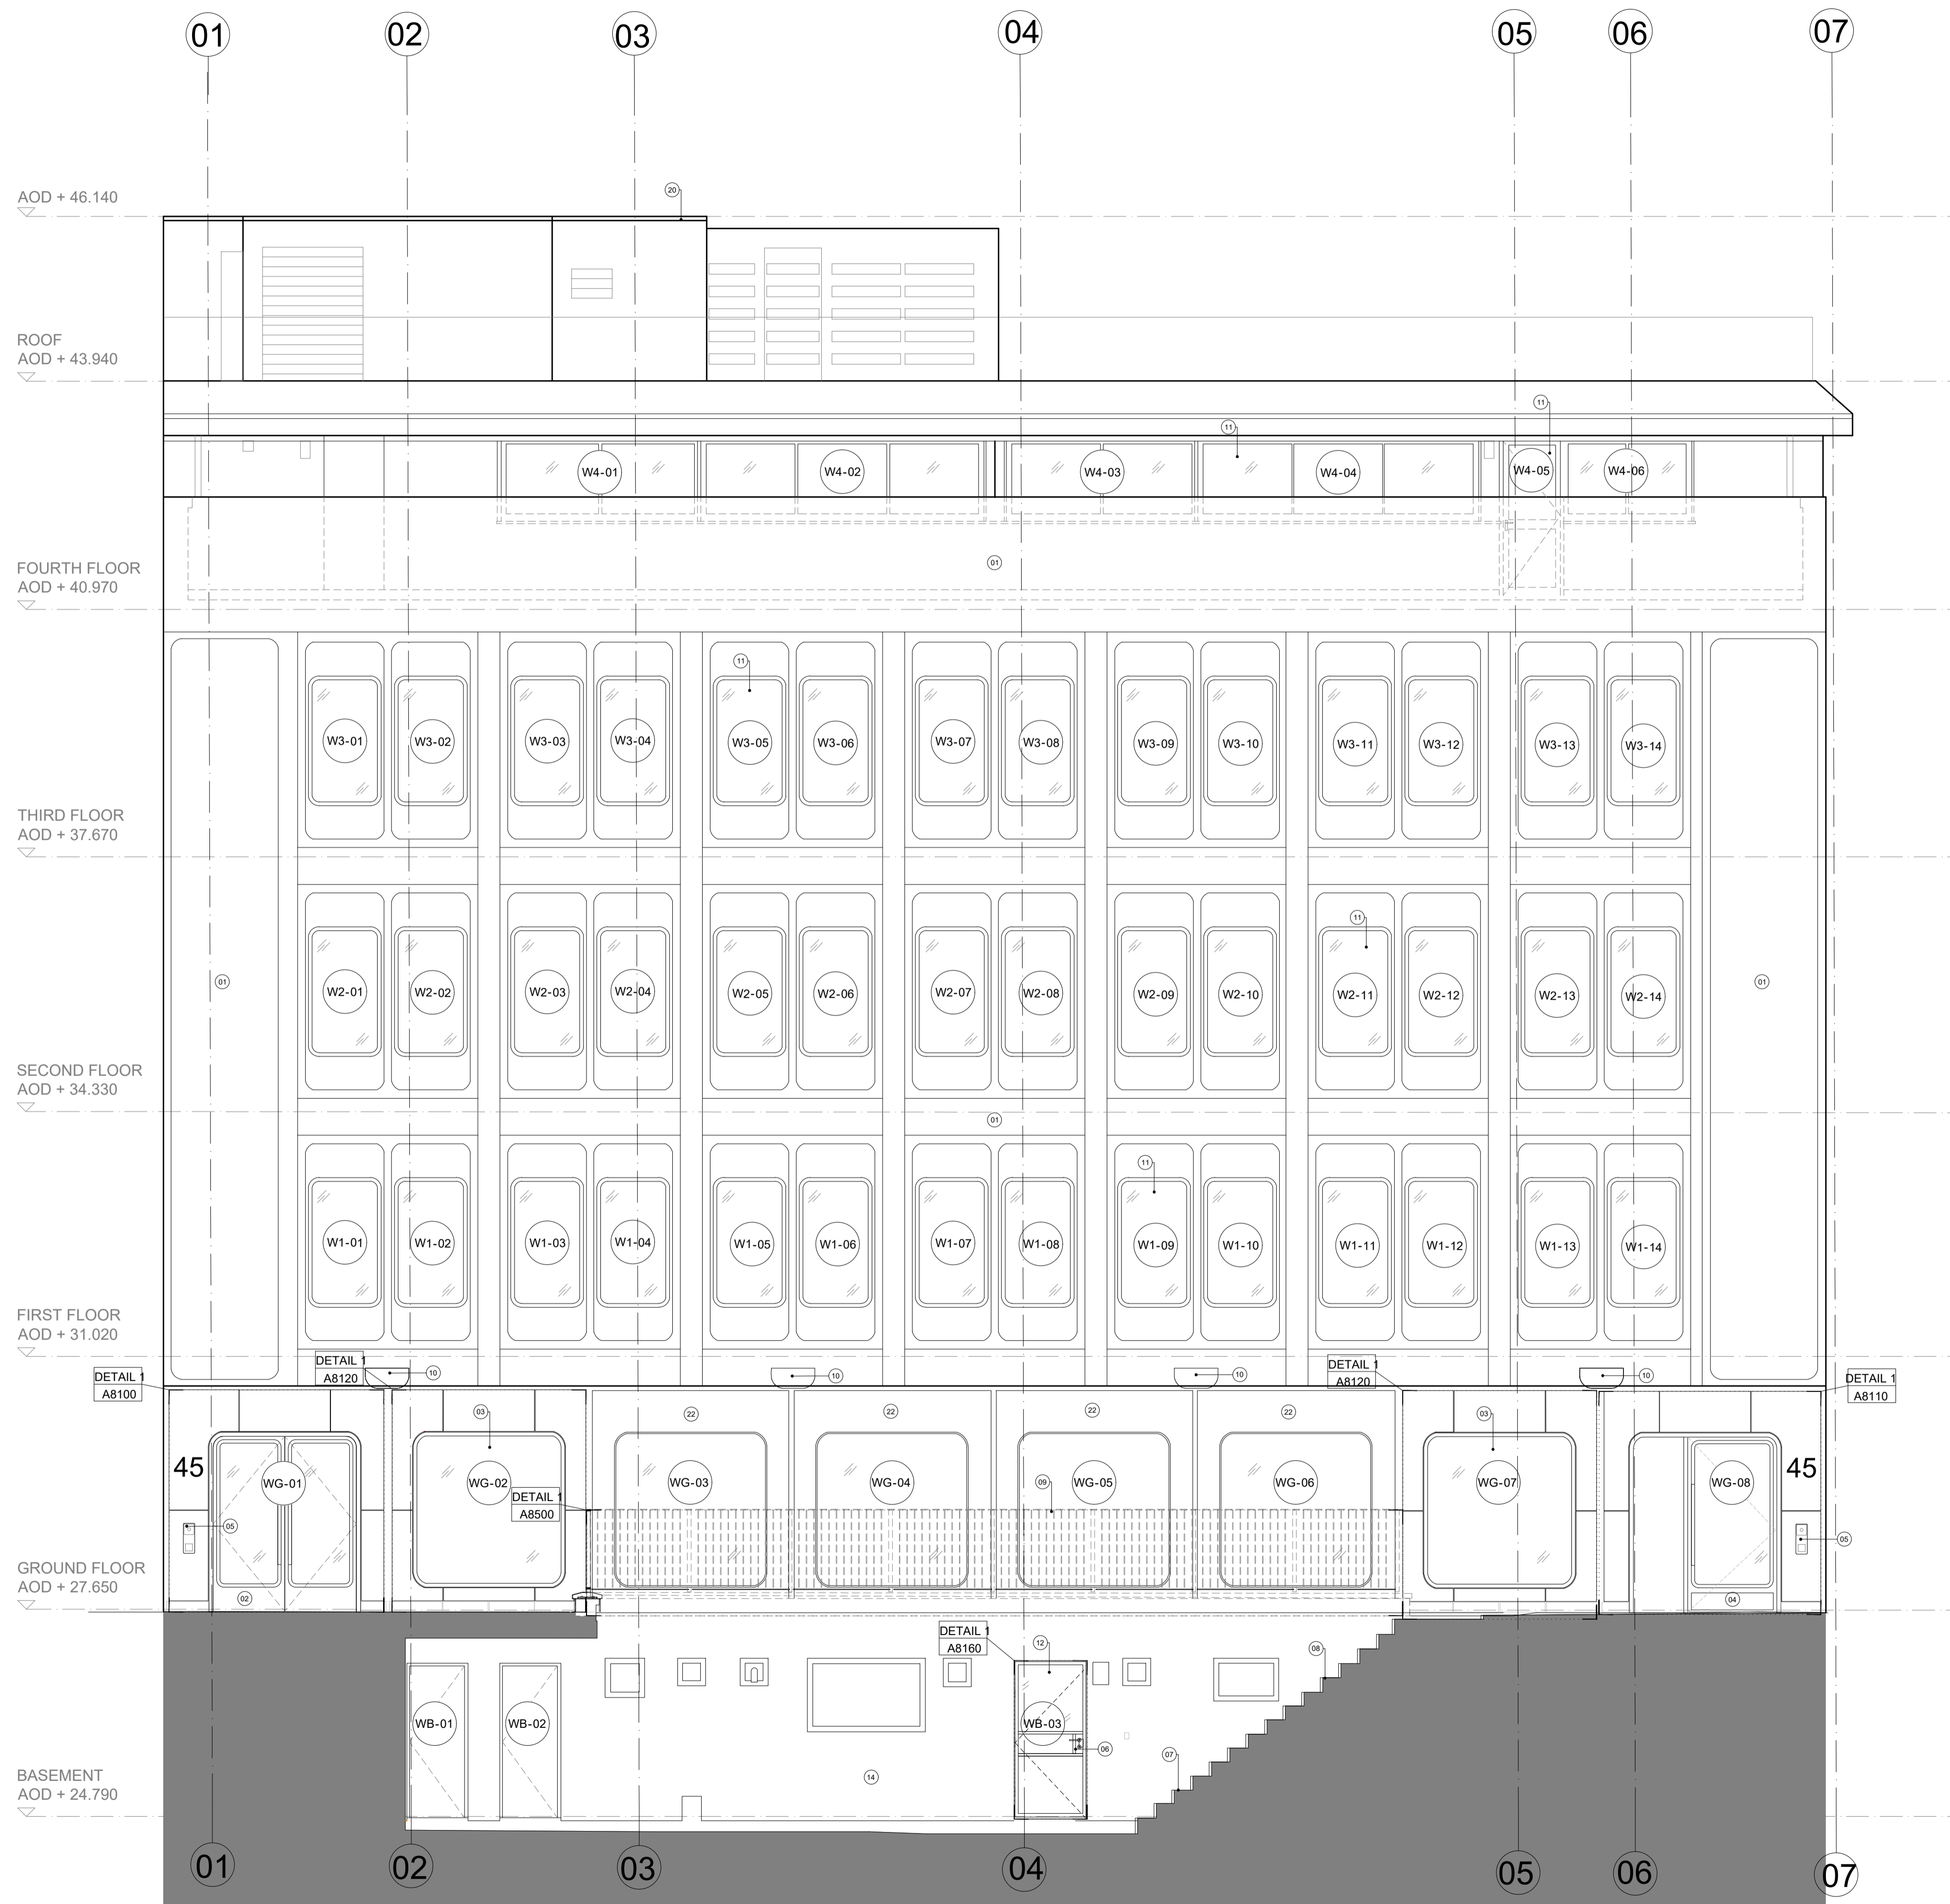 01 02 03 04 05 06 07
20
AOD + 46.140
ROOF
AOD + 43.940
11
11
W4-01 W4-02 W4-03 W4-04 W4-05 W4-06
01
FOURTH FLOOR
AOD + 40.970
11
W3-01 W3-02 W3-03 W3-04 W3-05 W3-06 W3-07 W3-08 W3-09 W3-10 W3-11 W3-12 W3-13 W3-14
THIRD FLOOR
AOD + 37.670
11
01 01
W2-01 W2-02 W2-03 W2-04 W2-05 W2-06 W2-07 W2-08 W2-09 W2-10 W2-11 W2-12 W2-13 W2-14
SECOND FLOOR
AOD + 34.330
01
11
W1-01 W1-02 W1-03 W1-04 W1-05 W1-06 W1-07 W1-08 W1-09 W1-10 W1-11 W1-12 W1-13 W1-14
FIRST FLOOR
AOD + 31.020
DETAIL 1
A8100
DETAIL 1
A8120
10 10 10
DETAIL 1
A8120
10
DETAIL 1
A8110
03 22 22 22 22 03
45 WG-01 WG-02 WG-03 WG-04 WG-05 WG-06 WG-07 WG-08 45
DETAIL 1
A8500
09
05 05
GROUND FLOOR
AOD + 27.650
02 04
DETAIL 1
A8160
12 08
WB-01 WB-02 WB-03
06 07
14
BASEMENT
AOD + 24.790
01 02 03 04 05 06 07